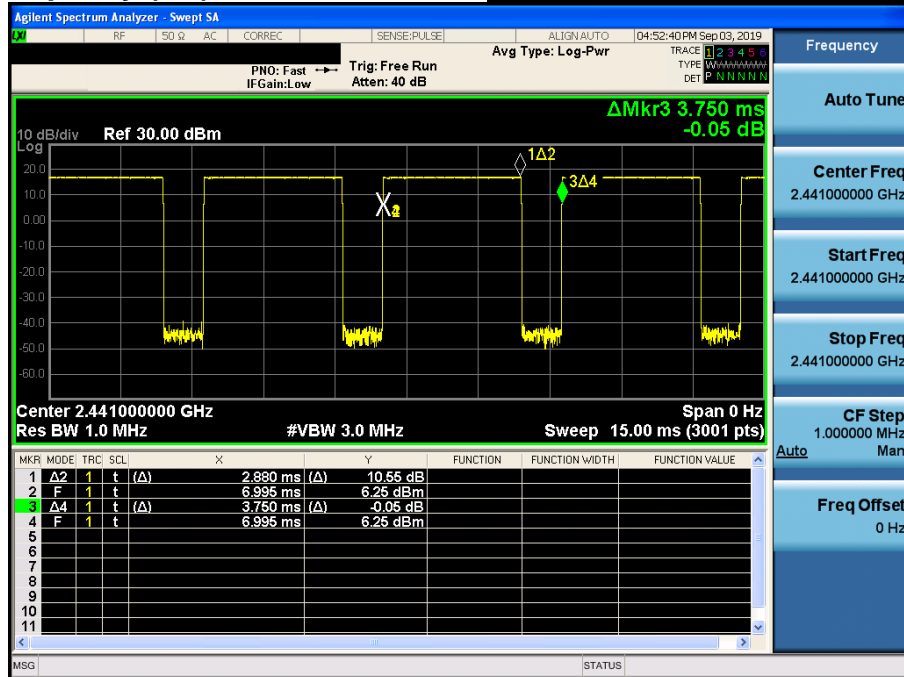 Agilent Spectrum Analyzer - Swept SA
LXI RF 50 Ω AC CORREC SENSE:PULSE ALIGN AUTO 04:52:40 PM Sep 03, 2019
Avg Type: Log-Pwr TRACE 1 2 3 4 5 6
PNO: Fast Trig: Free Run TYPE WWWWWW
IFGain:Low Atten: 40 dB DET P N N N N N
ΔMkr3 3.750 ms
-0.05 dB
10 dB/div Ref 30.00 dBm
Log
1Δ2
20.0
3Δ4
10.0
0.00
-10.0
-20.0
-30.0
-40.0
-50.0
-60.0
Center 2.441000000 GHz Span 0 Hz
Res BW 1.0 MHz #VBW 3.0 MHz Sweep 15.00 ms (3001 pts)
MKR MODE TRC SCL X Y FUNCTION FUNCTION WIDTH FUNCTION VALUE
1 Δ2 1 t (Δ) 2.880 ms (Δ) 10.55 dB
2 F 1 t 6.995 ms 6.25 dBm
3 Δ4 1 t (Δ) 3.750 ms (Δ) -0.05 dB
4 F 1 t 6.995 ms 6.25 dBm
5
6
7
8
9
10
11
MSG STATUS
Frequency
Auto Tune
Center Freq
2.441000000 GHz
Start Freq
2.441000000 GHz
Stop Freq
2.441000000 GHz
CF Step
1.000000 MHz
Auto Man
Freq Offset
0 Hz